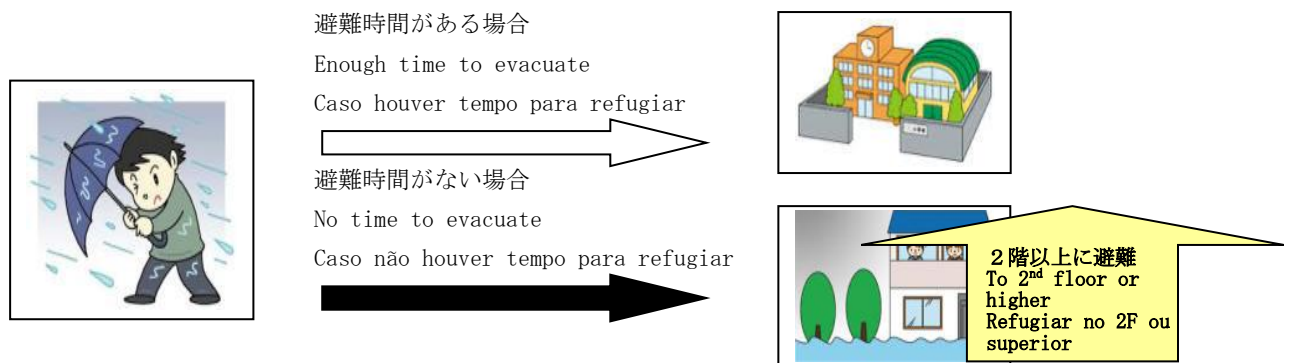 避難時間がある場合
Enough time to evacuate
Caso houver tempo para refugiar
避難時間がない場合
No time to evacuate
Caso não houver tempo para refugiar
２階以上に避難
To 2nd floor or
higher
Refugiar no 2F ou
superior